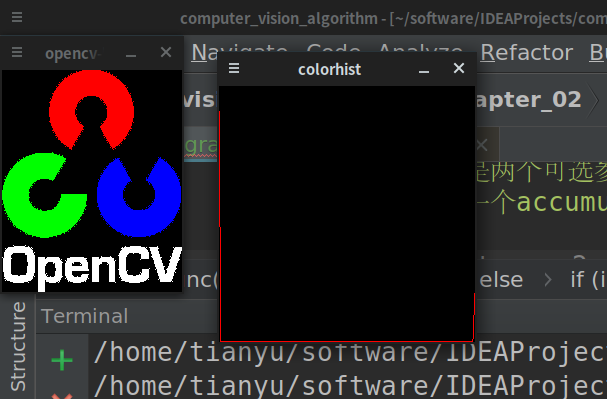 computer_vision_algorithm - [~/software/IDEAProjects/com
opencv-
Navigate Code Analyze Refactor Bu
colorhist
vis
apter_02
gra
是两个可选参
一个accumu
OpenCV
nc(
else
if (i
Structure
Terminal
/home/tianyu/software/IDEAProjec
/home/tianyu/software/IDEAProjec